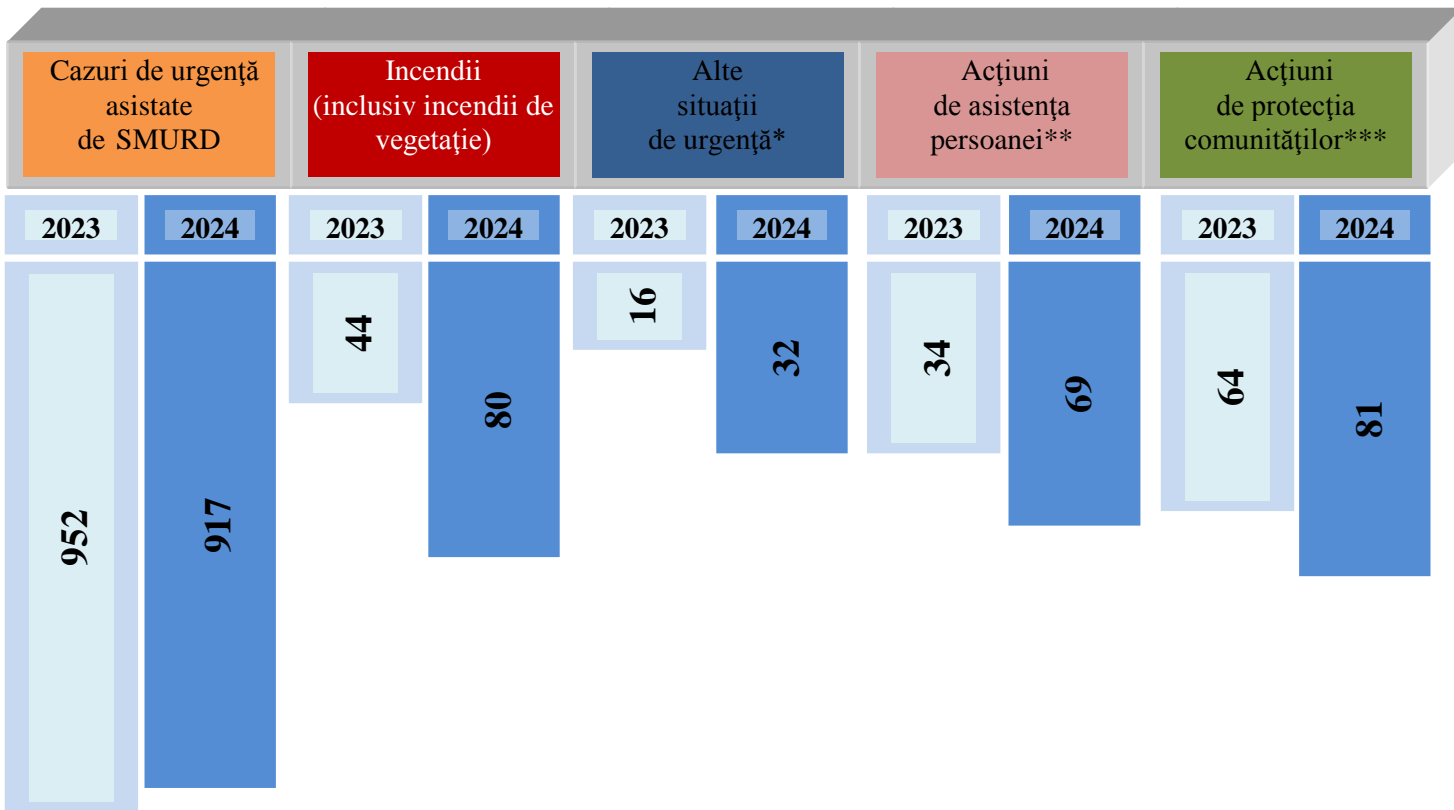 Cazuri de urgenţă
asistate
de SMURD
Incendii
(inclusiv incendii de
vegetaţie)
Alte
situaţii
de urgenţă*
Acţiuni
de asistenţa
persoanei**
Acţiuni
de protecţia
comunităţilor***
2023
2024
2023
2024
2023
2024
2023
2024
2023
2024
952
917
44
80
16
32
34
69
64
81